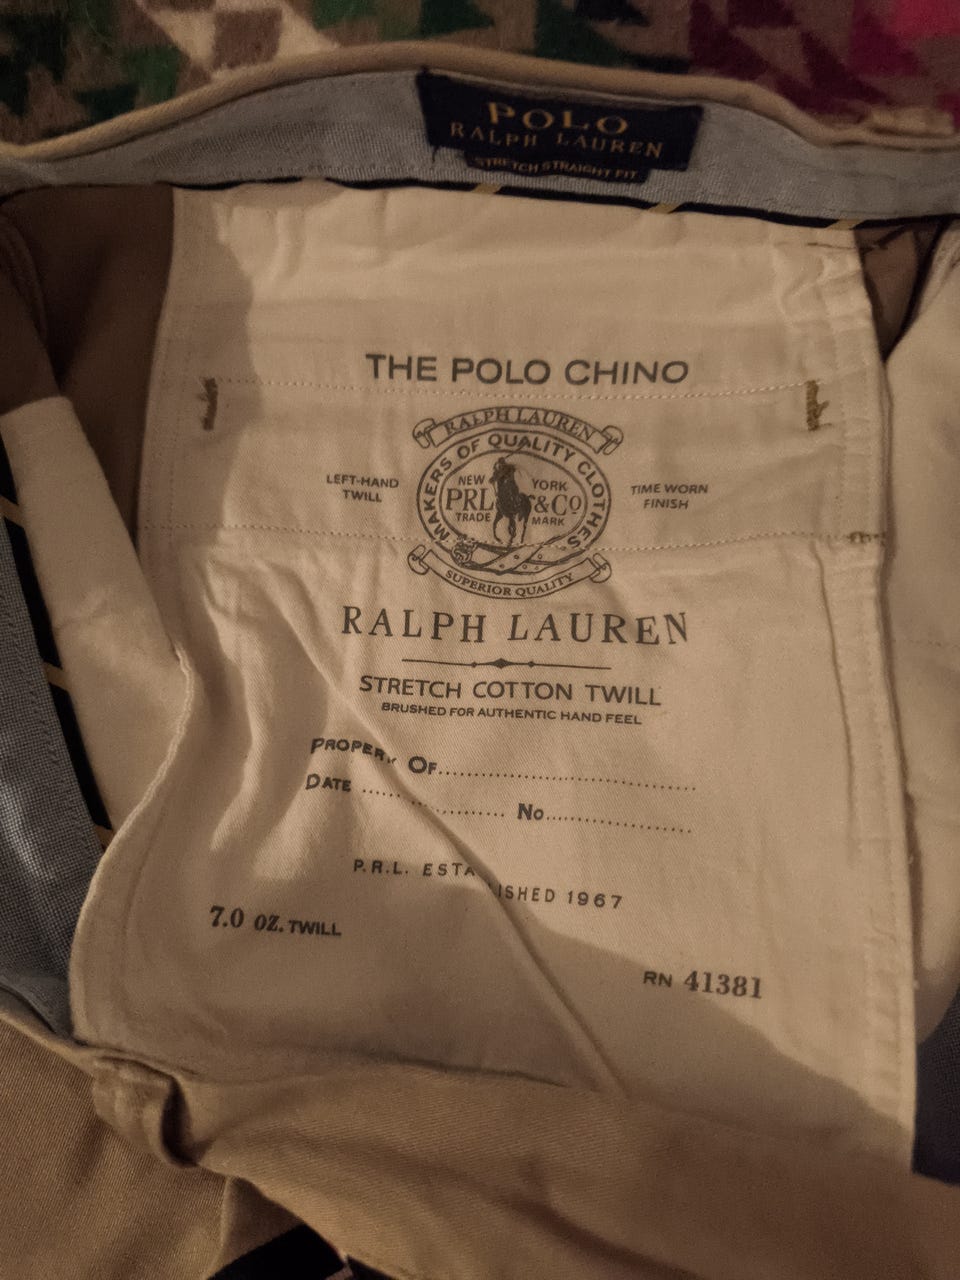 POLO
RALPH LAUREN
STRETCH STRAIGHT FIT
THE POLO CHINO
RALPH LAUREN
MAKERS OF QUALITY CLOTHES
LEFT-HAND
TWILL
NEW YORK
PRL & Co
TRADE MARK
TIME WORN
FINISH
SUPERIOR QUALITY
RALPH LAUREN
STRETCH COTTON TWILL
BRUSHED FOR AUTHENTIC HAND FEEL
PROPERTY OF
DATE No
P.R.L. ESTABLISHED 1967
7.0 OZ. TWILL
RN 41381